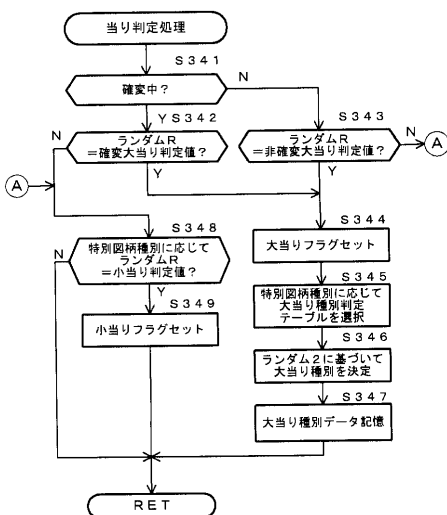 当り判定処理
S341
確変中?
N
Y
S342
S343
N
ランダムR
=確変大当り判定値?
ランダムR
=非確変大当り判定値?
N
A
A
Y
Y
S344
大当りフラグセット
S348
N
特別図柄種別に応じて
ランダムR
=小当り判定値?
Y
S345
特別図柄種別に応じて
大当り種別判定
テーブルを選択
S349
小当りフラグセット
S346
ランダム2に基づいて
大当り種別を決定
S347
大当り種別データ記憶
RET